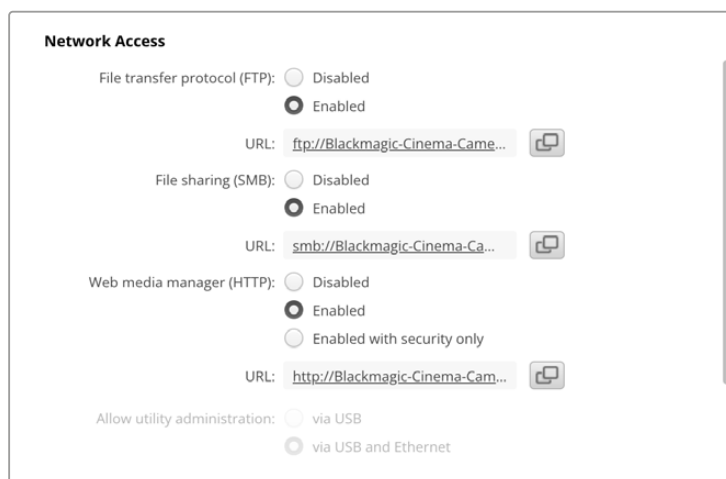 Network Access
File transfer protocol (FTP): Disabled
Enabled
URL: ftp://Blackmagic-Cinema-Came...
File sharing (SMB): Disabled
Enabled
URL: smb://Blackmagic-Cinema-Ca...
Web media manager (HTTP): Disabled
Enabled
Enabled with security only
URL: http://Blackmagic-Cinema-Cam...
Allow utility administration: via USB
via USB and Ethernet